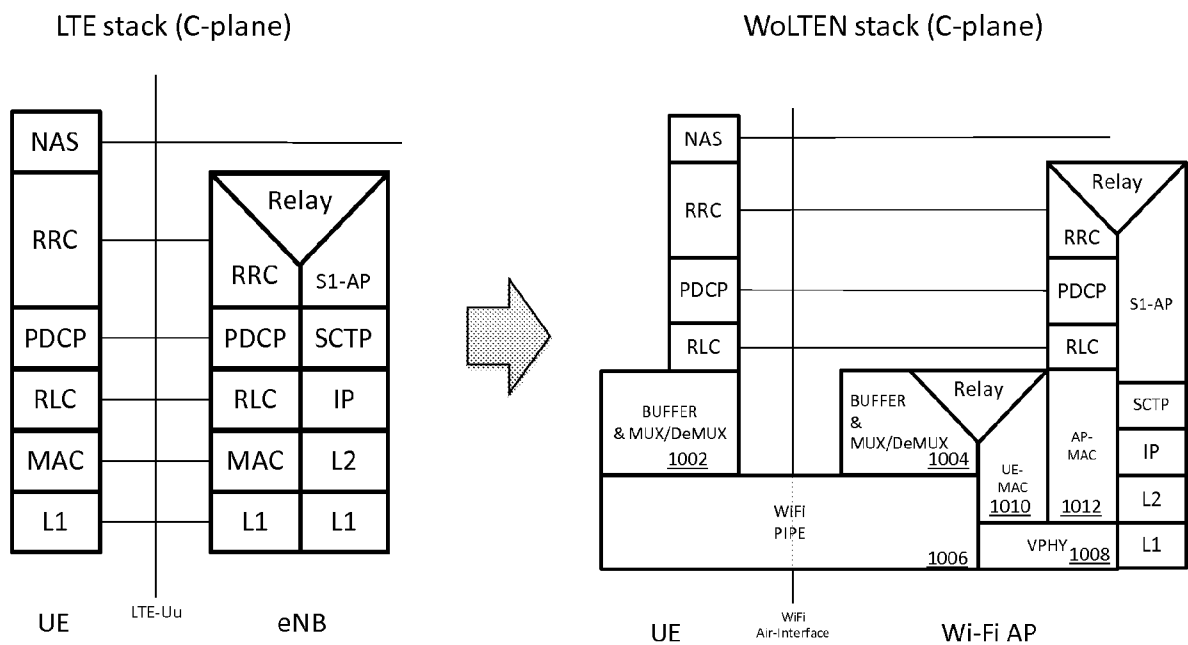 LTE stack (C-plane)
NAS
RRC
PDCP
RLC
MAC
L1
UE
LTE-Uu
Relay
RRC
S1-AP
PDCP
SCTP
RLC
IP
MAC
L2
L1
L1
eNB
WoLTEN stack (C-plane)
NAS
RRC
PDCP
RLC
BUFFER
& MUX/DeMUX
1002
WiFi
PIPE
1006
UE
WiFi
Air-Interface
Relay
RRC
PDCP
RLC
S1-AP
BUFFER
&
MUX/DeMUX
1004
Relay
UE-
MAC
1010
AP-
MAC
1012
VPHY 1008
SCTP
IP
L2
L1
Wi-Fi AP